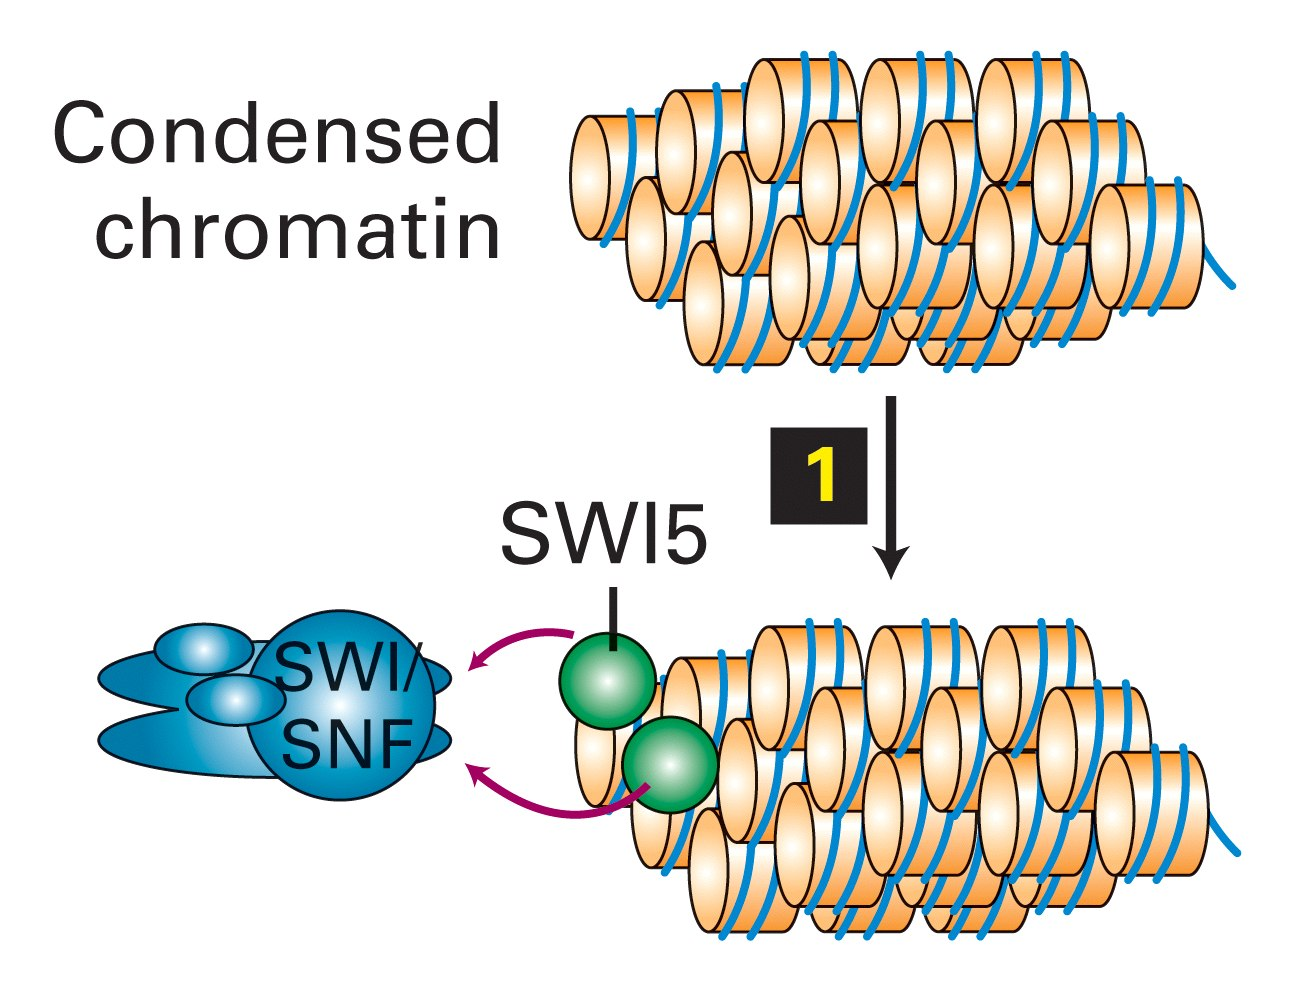 Condensed
chromatin
1
SWI5
SWI/
SNF